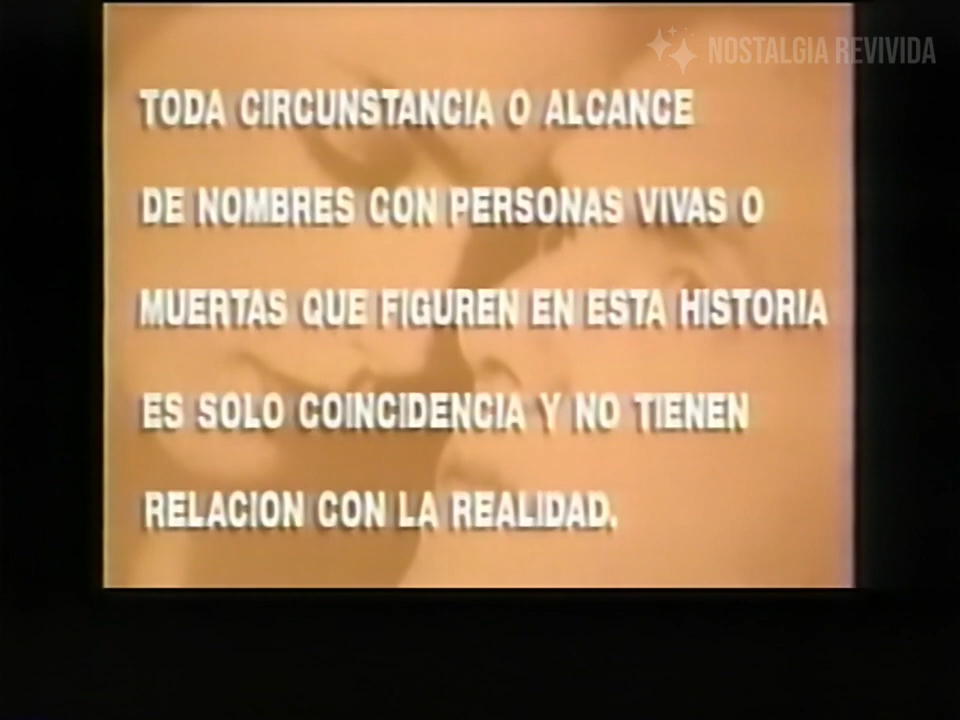 NOSTALGIA REVIVIDA
TODA CIRCUNSTANCIA O ALCANCE
DE NOMBRES CON PERSONAS VIVAS O
MUERTAS QUE FIGUREN EN ESTA HISTORIA
ES SOLO COINCIDENCIA Y NO TIENEN
RELACION CON LA REALIDAD.